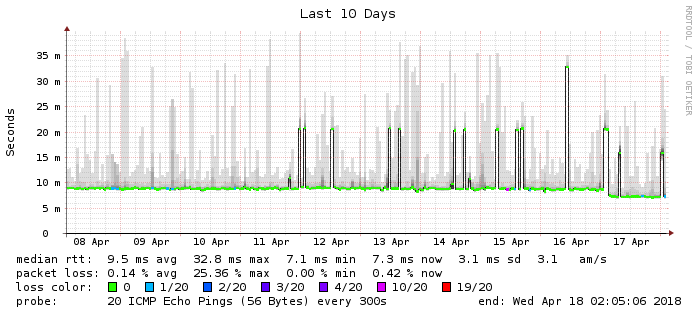 Last 10 Days
RRDTOOL / TOBI OETIKER
Seconds
35 m
30 m
25 m
20 m
15 m
10 m
5 m
0
08 Apr 09 Apr 10 Apr 11 Apr 12 Apr 13 Apr 14 Apr 15 Apr 16 Apr 17 Apr
median rtt: 9.5 ms avg 32.8 ms max 7.1 ms min 7.3 ms now 3.1 ms sd 3.1 am/s
packet loss: 0.14 % avg 25.36 % max 0.00 % min 0.42 % now
loss color: 0 1/20 2/20 3/20 4/20 10/20 19/20
probe: 20 ICMP Echo Pings (56 Bytes) every 300s end: Wed Apr 18 02:05:06 2018